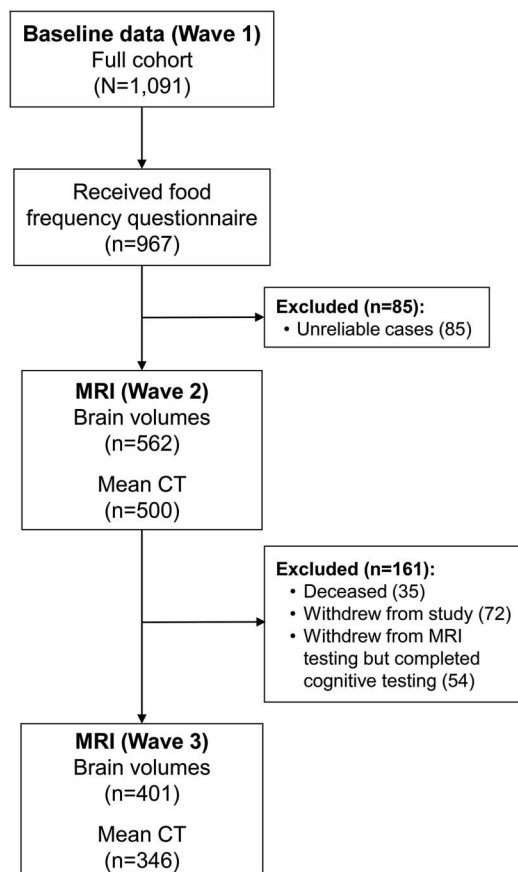 Baseline data (Wave 1)
Full cohort
(N=1,091)
Received food
frequency questionnaire
(n=967)
Excluded (n=85):
• Unreliable cases (85)
MRI (Wave 2)
Brain volumes
(n=562)
Mean CT
(n=500)
Excluded (n=161):
• Deceased (35)
• Withdrew from study (72)
• Withdrew from MRI
testing but completed
cognitive testing (54)
MRI (Wave 3)
Brain volumes
(n=401)
Mean CT
(n=346)